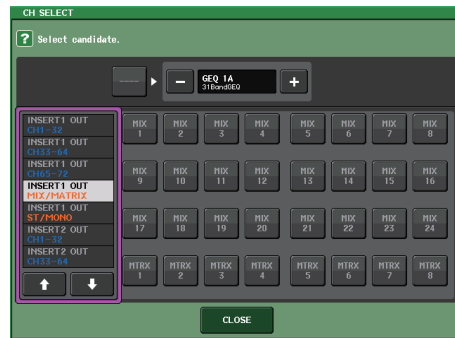 CH SELECT
? Select candidate.
----
−
GEQ 1A
31BandGEQ
+
INSERT1 OUT
CH1-32
INSERT1 OUT
CH33-64
INSERT1 OUT
CH65-72
INSERT1 OUT
MIX/MATRIX
INSERT1 OUT
ST/MONO
INSERT2 OUT
CH1-32
INSERT2 OUT
CH33-64
MIX 1 MIX 2 MIX 3 MIX 4 MIX 5 MIX 6 MIX 7 MIX 8
MIX 9 MIX 10 MIX 11 MIX 12 MIX 13 MIX 14 MIX 15 MIX 16
MIX 17 MIX 18 MIX 19 MIX 20 MIX 21 MIX 22 MIX 23 MIX 24
MTRX 1 MTRX 2 MTRX 3 MTRX 4 MTRX 5 MTRX 6 MTRX 7 MTRX 8
CLOSE